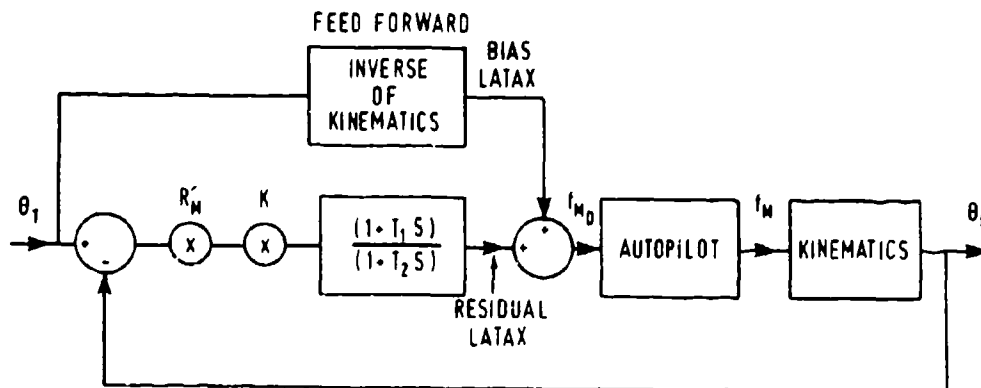 FEED FORWARD
INVERSE
OF
KINEMATICS
BIAS
LATAX
θ₁
+
-
R'M
X
K
X
(1+T₁S)
(1+T₂S)
RESIDUAL
LATAX
+
+
fMD
AUTOPILOT
fM
KINEMATICS